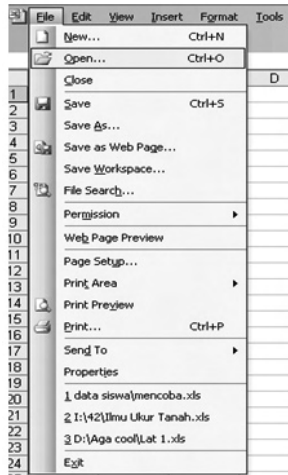 File Edit View Insert Format Tools
New... Ctrl+N
Open... Ctrl+O
Close
D
1
Save Ctrl+S
2
3
Save As...
4
Save as Web Page...
5
6
Save Workspace...
7
File Search...
8
Permission
9
10
Web Page Preview
11
Page Setup...
12
13
Print Area
14
Print Preview
15
16
Print... Ctrl+P
17
Send To
18
Properties
19
20
1 data siswa\mencoba.xls
21
2 I:\42\Ilmu Ukur Tanah.xls
22
3 D:\Aga cool\Lat 1.xls
23
24
Exit